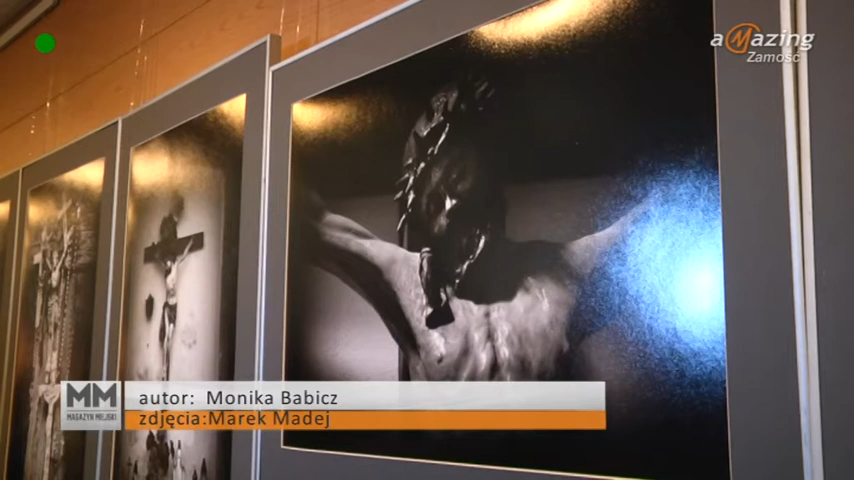 aMazing
Zamość
MM
MAGAZYN MIEJSKI
autor: Monika Babicz
zdjęcia:Marek Madej